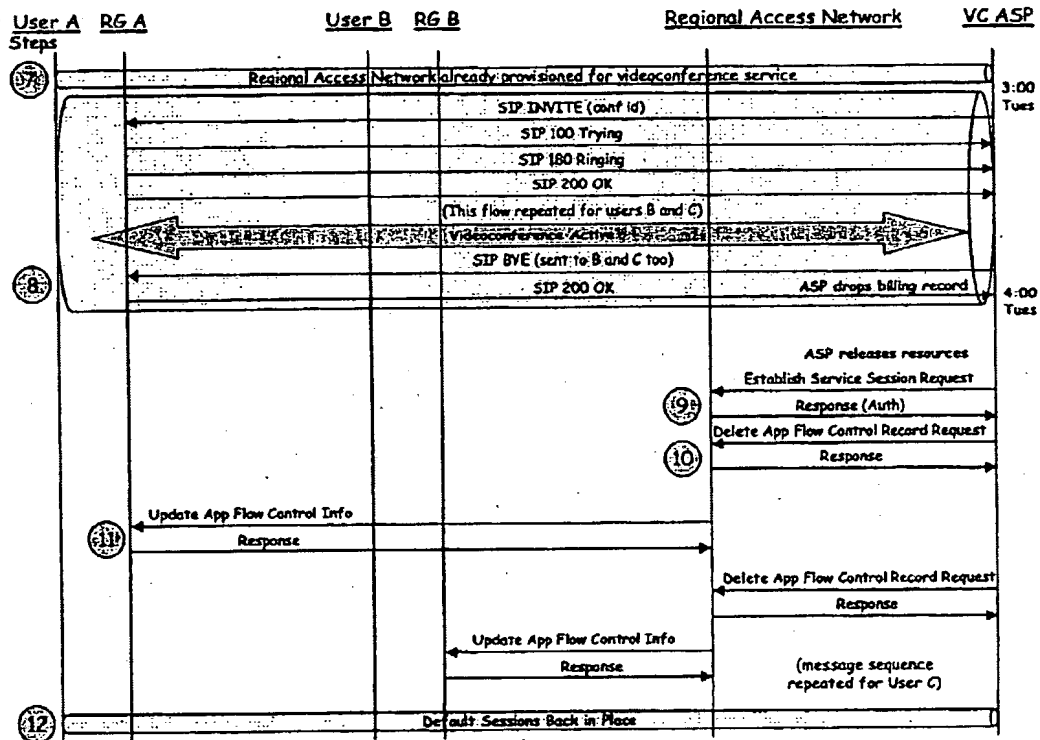 User A RG A User B RG B Regional Access Network VC ASP
Steps
7 Regional Access Network already provisioned for videoconference service
3:00
Tues
SIP INVITE (conf id)
SIP 100 Trying
SIP 180 Ringing
SIP 200 OK
(This flow repeated for users B and C)
Videoconference Active
SIP BYE (sent to B and C too)
8 SIP 200 OK ASP drops billing record
4:00
Tues
ASP releases resources
Establish Service Session Request
9 Response (Auth)
Delete App Flow Control Record Request
10 Response
Update App Flow Control Info
11 Response
Delete App Flow Control Record Request
Response
Update App Flow Control Info
Response
(message sequence
repeated for User C)
12 Default Sessions Back in Place